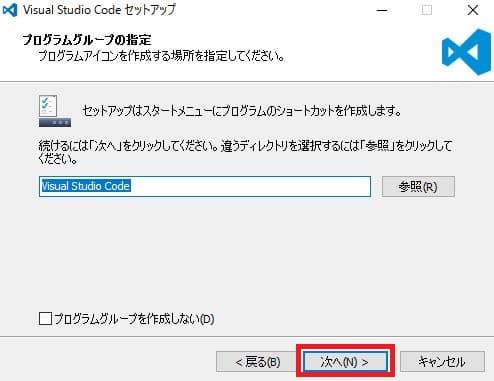 Visual Studio Code セットアップ
プログラムグループの指定
プログラムアイコンを作成する場所を指定してください。
セットアップはスタートメニューにプログラムのショートカットを作成します。
続けるには「次へ」をクリックしてください。違うディレクトリを選択するには「参照」をクリックして
ください。
Visual Studio Code
参照(R)
プログラムグループを作成しない(D)
< 戻る(B)
次へ(N) >
キャンセル